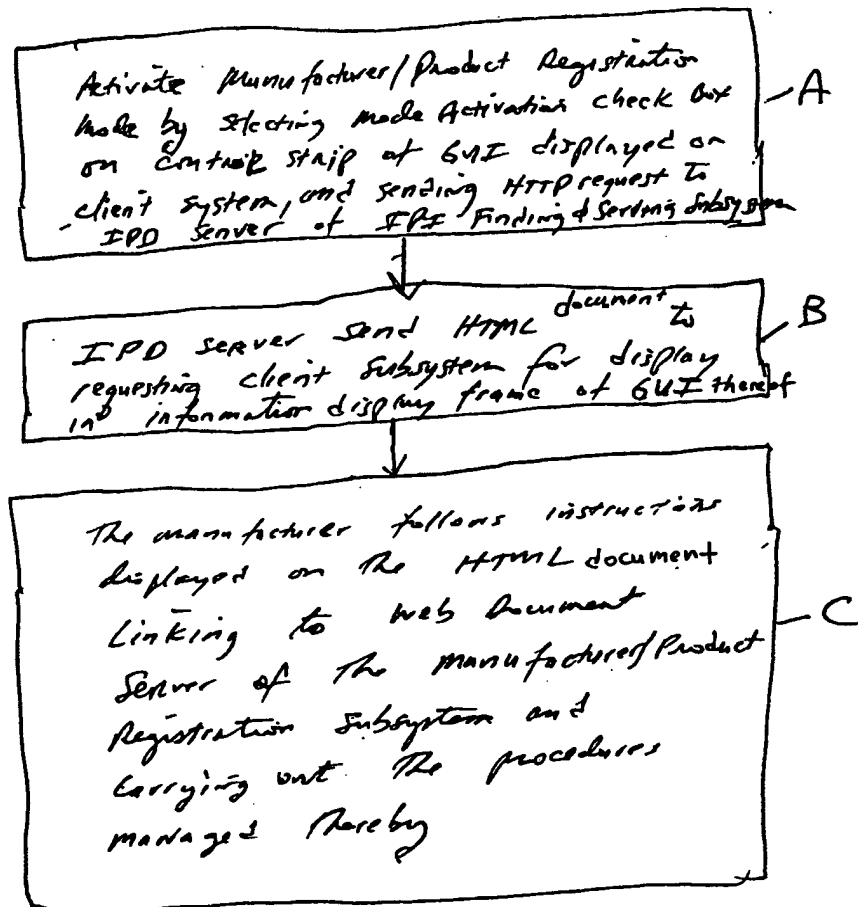 Activate Manufacturer/Product Registration
Mode by selecting Mode Activation Check Box
on control strip of GUI displayed on
client system, and sending HTTP request to
IPD Server of IPI Finding & Serving Subsystem
A
IPD server send HTML document to
requesting client subsystem for display
in information display frame of GUI thereof
B
The manufacturer follows instructions
displayed on the HTML document
Linking to Web Document
Server of the Manufacturer/Product
Registration Subsystem and
Carrying out the procedures
managed thereby
C